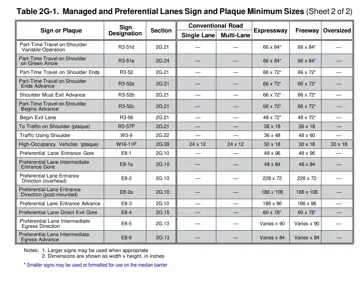 Table 2G-1. Managed and Preferential Lanes Sign and Plaque Minimum Sizes (Sheet 2 of 2)
Sign or Plaque Sign Designation Section Conventional Road Expressway Freeway Oversized
Single Lane Multi-Lane
Part-Time Travel on Shoulder Variable Operation R3-51d 2G.21 — — 66 x 84* 66 x 84* —
Part-Time Travel on Shoulder on Green Arrow R3-51e 2G.24 — — 66 x 84* 66 x 84* —
Part-Time Travel on Shoulder Ends R3-52 2G.21 — — 66 x 72* 66 x 72* —
Part-Time Travel on Shoulder Ends Advance R3-52a 2G.21 — — 66 x 72* 66 x 72* —
Shoulder Must Exit Advance R3-52b 2G.21 — — 66 x 72* 66 x 72* —
Part-Time Travel on Shoulder Begins Advance R3-52c 2G.21 — — 66 x 72* 66 x 72* —
Begin Exit Lane R3-56 2G.21 — — 48 x 72* 48 x 72* —
To Traffic on Shoulder (plaque) R3-57P 2G.21 — — 36 x 18 36 x 18 —
Traffic Using Shoulder W3-9 2G.22 — — 36 x 48 48 x 60 —
High-Occupancy Vehicles (plaque) W16-11P 2G.08 24 x 12 24 x 12 30 x 18 30 x 18 30 x 18
Preferential Lane Entrance Gore E8-1 2G.10 — — 48 x 96 48 x 96 —
Preferential Lane Intermediate Entrance Gore E8-1a 2G.10 — — 48 x 84 48 x 84 —
Preferential Lane Entrance Direction (overhead) E8-2 2G.10 — — 228 x 72 228 x 72 —
Preferential Lane Entrance Direction (post-mounted) E8-2a 2G.10 — — 186 x 108 186 x 108 —
Preferential Lane Entrance Advance E8-3 2G.10 — — 186 x 96 186 x 96 —
Preferential Lane Direct Exit Gore E8-4 2G.15 — — 60 x 78* 60 x 78* —
Preferential Lane Intermediate Egress Direction E8-5 2G.13 — — Varies x 90 Varies x 90 —
Preferential Lane Intermediate Egress Advance E8-6 2G.13 — — Varies x 84 Varies x 84 —
Notes: 1- Larger signs may be used when appropriate
2. Dimensions are shown as width x height, in inches
* Smaller signs may be used or formatted for use on the median barrier